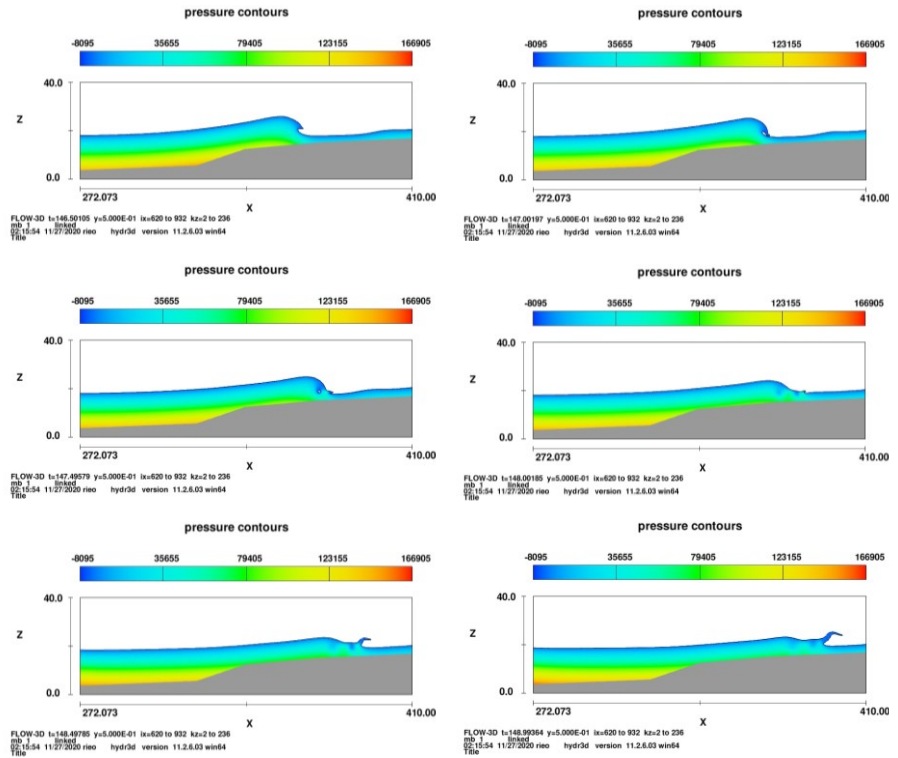 pressure contours
-8095 35655 79405 123155 166905
40.0
Z
0.0
272.073 410.00
X
FLOW-3D t=146.50105 y=5.000E-01 ix=620 to 932 kz=2 to 236
mb_1 linked
02:15:54 11/27/2020 rieo hydr3d version 11.2.6.03 win64
Title
pressure contours
-8095 35655 79405 123155 166905
40.0
Z
0.0
272.073 410.00
X
FLOW-3D t=147.00197 y=5.000E-01 ix=620 to 932 kz=2 to 236
mb_1 linked
02:15:54 11/27/2020 rieo hydr3d version 11.2.6.03 win64
Title
pressure contours
-8095 35655 79405 123155 166905
40.0
Z
0.0
272.073 410.00
X
FLOW-3D t=147.49579 y=5.000E-01 ix=620 to 932 kz=2 to 236
mb_1 linked
02:15:54 11/27/2020 rieo hydr3d version 11.2.6.03 win64
Title
pressure contours
-8095 35655 79405 123155 166905
40.0
Z
0.0
272.073 410.00
X
FLOW-3D t=148.00185 y=5.000E-01 ix=620 to 932 kz=2 to 236
mb_1 linked
02:15:54 11/27/2020 rieo hydr3d version 11.2.6.03 win64
Title
pressure contours
-8095 35655 79405 123155 166905
40.0
Z
0.0
272.073 410.00
X
FLOW-3D t=148.49785 y=5.000E-01 ix=620 to 932 kz=2 to 236
mb_1 linked
02:15:54 11/27/2020 rieo hydr3d version 11.2.6.03 win64
Title
pressure contours
-8095 35655 79405 123155 166905
40.0
Z
0.0
272.073 410.00
X
FLOW-3D t=148.99364 y=5.000E-01 ix=620 to 932 kz=2 to 236
mb_1 linked
02:15:54 11/27/2020 rieo hydr3d version 11.2.6.03 win64
Title